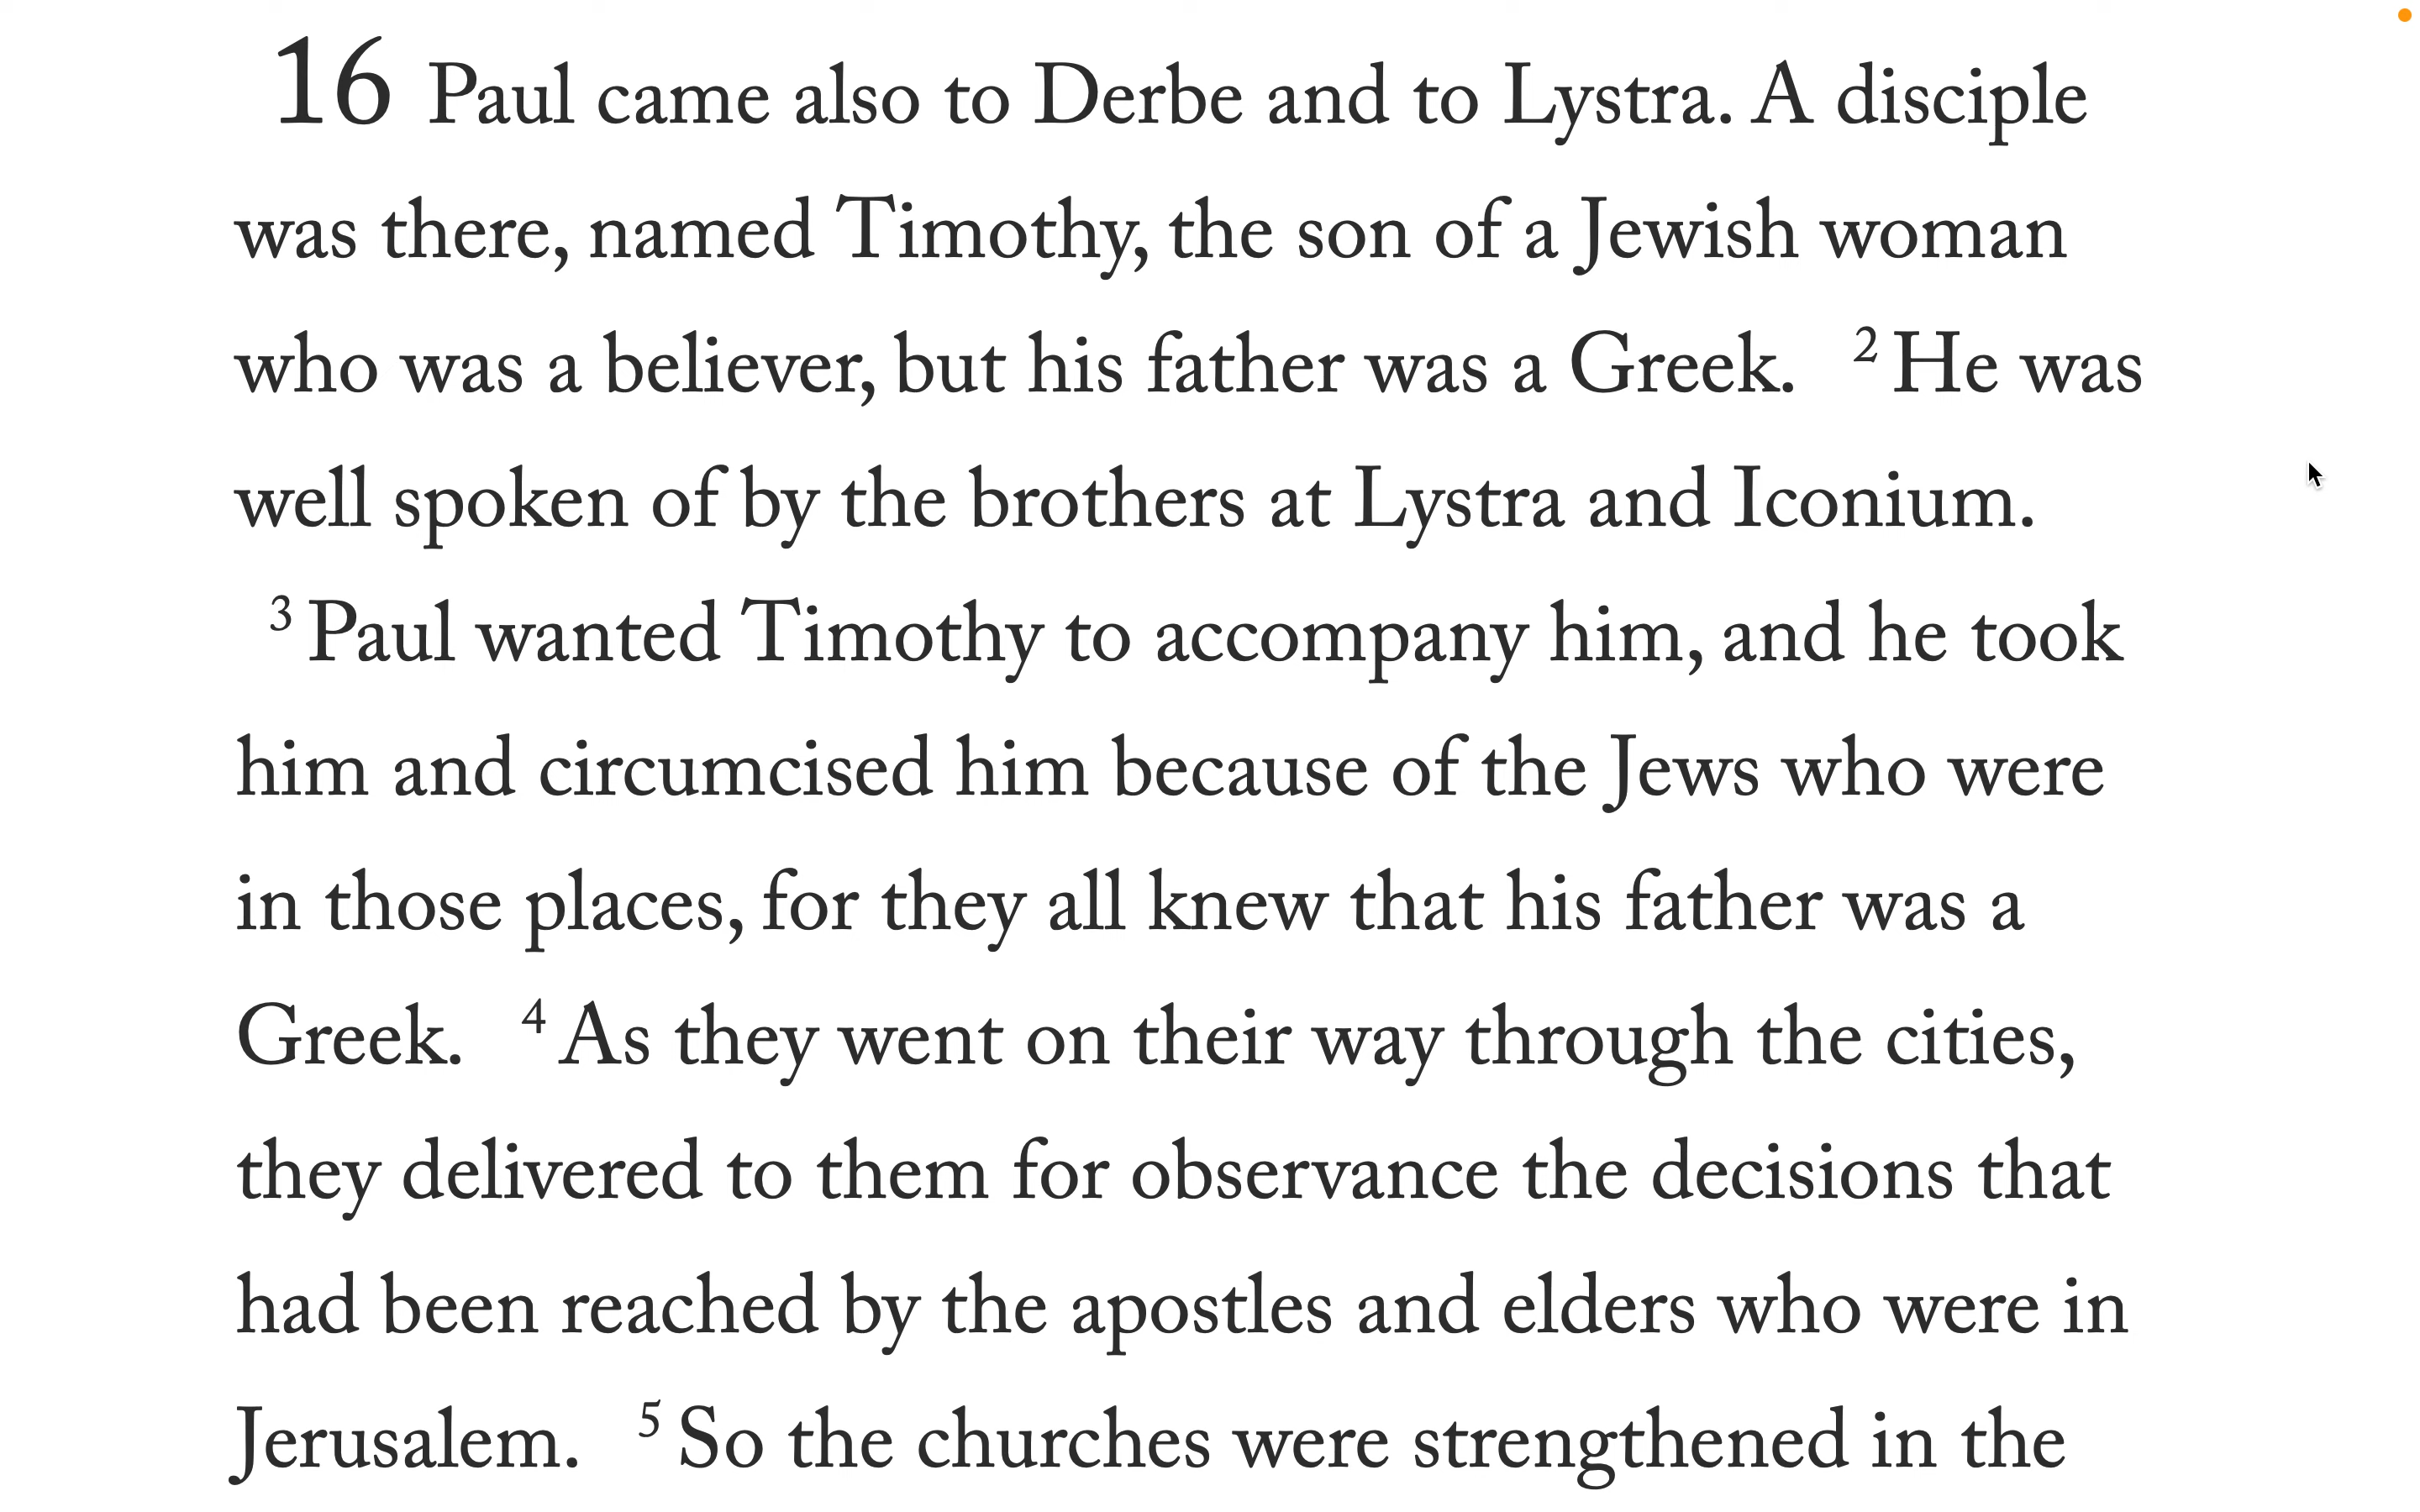 16 Paul came also to Derbe and to Lystra. A disciple
was there, named Timothy, the son of a Jewish woman
who was a believer, but his father was a Greek. 2 He was
well spoken of by the brothers at Lystra and Iconium.
3 Paul wanted Timothy to accompany him, and he took
him and circumcised him because of the Jews who were
in those places, for they all knew that his father was a
Greek. 4 As they went on their way through the cities,
they delivered to them for observance the decisions that
had been reached by the apostles and elders who were in
Jerusalem. 5 So the churches were strengthened in the